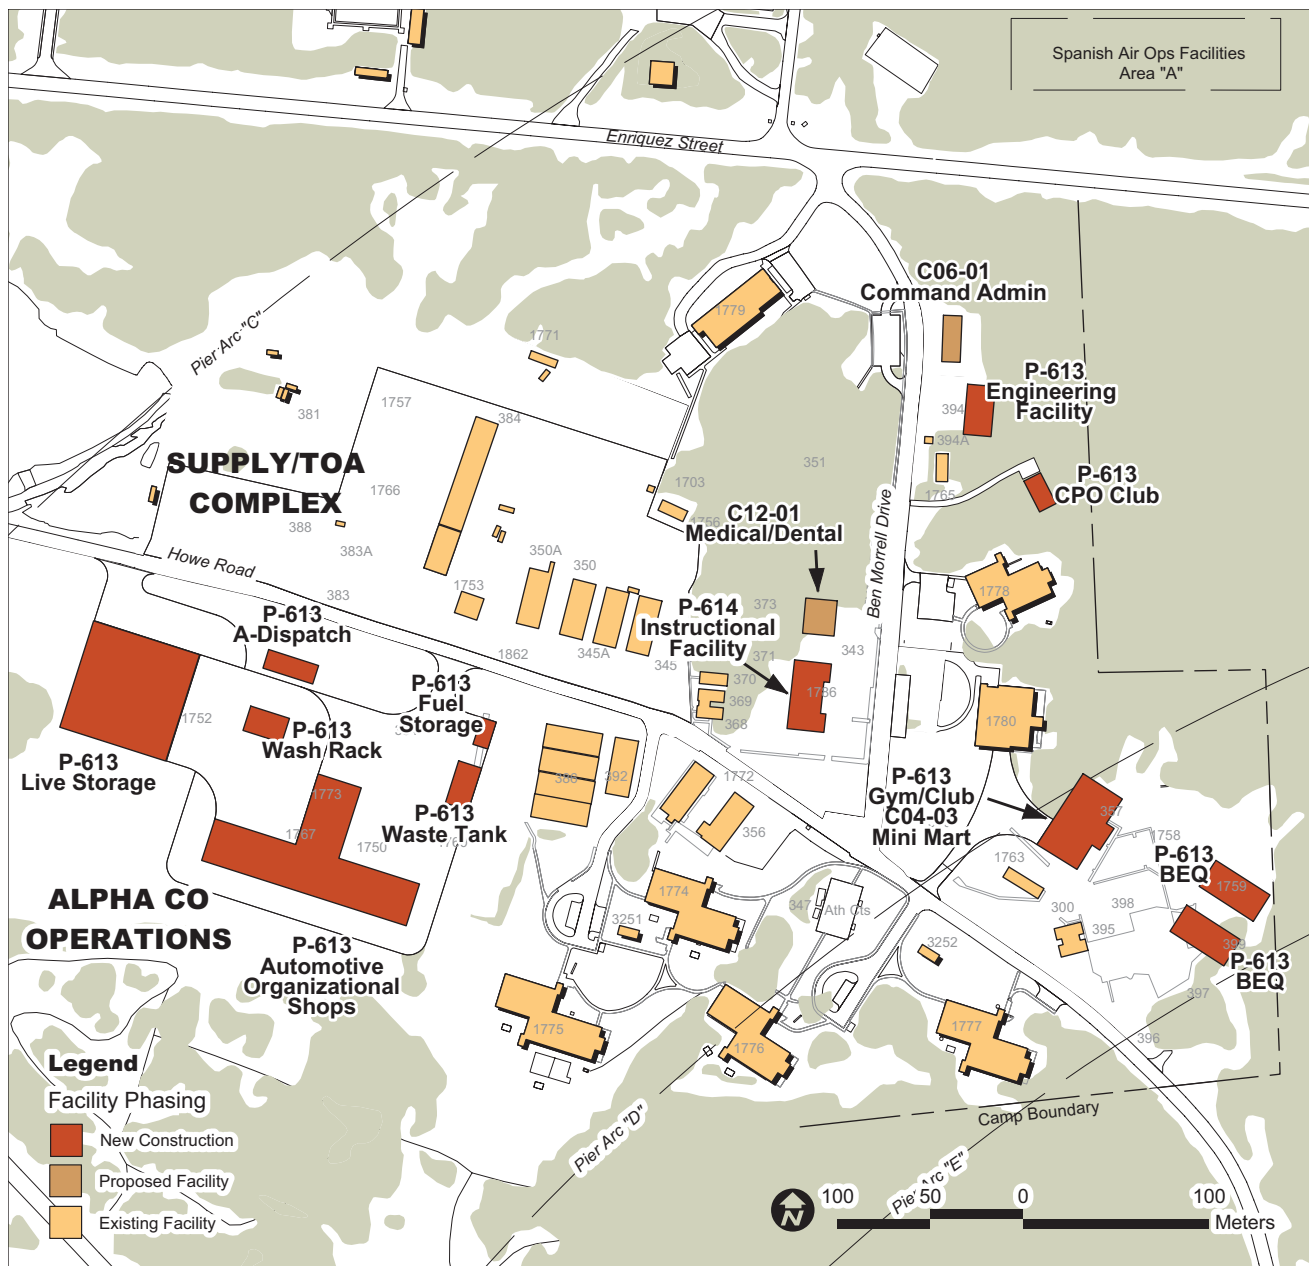 Spanish Air Ops Facilities
Area "A"
Enriquez Street
Pier Arc "C"
C06-01
Command Admin
1779
1771
P-613
Engineering
Facility
394
394A
1757
381
384
351
SUPPLY/TOA
COMPLEX
1766
388
383A
383
1703
1756
1765
P-613
CPO Club
C12-01
Medical/Dental
Ben Morrell Drive
Howe Road
350A
350
1753
345A
345
1862
1778
373
P-614
Instructional
Facility
371
343
370
369
368
1786
1780
P-613
A-Dispatch
P-613
Fuel
Storage
1752
P-613
Wash Rack
P-613
Live Storage
1773
1767
1750
P-613
Waste Tank
386
392
1772
356
P-613
Gym/Club
C04-03
Mini Mart
357
1758
1763
P-613
BEQ
1759
300
398
395
399
P-613
BEQ
397
396
ALPHA CO
OPERATIONS
P-613
Automotive
Organizational
Shops
1774
3251
347
Ath Cts
3252
1775
1776
1777
Pier Arc "D"
Pier Arc "E"
Camp Boundary
Legend
Facility Phasing
New Construction
Proposed Facility
Existing Facility
N
100
50
0
100
Meters